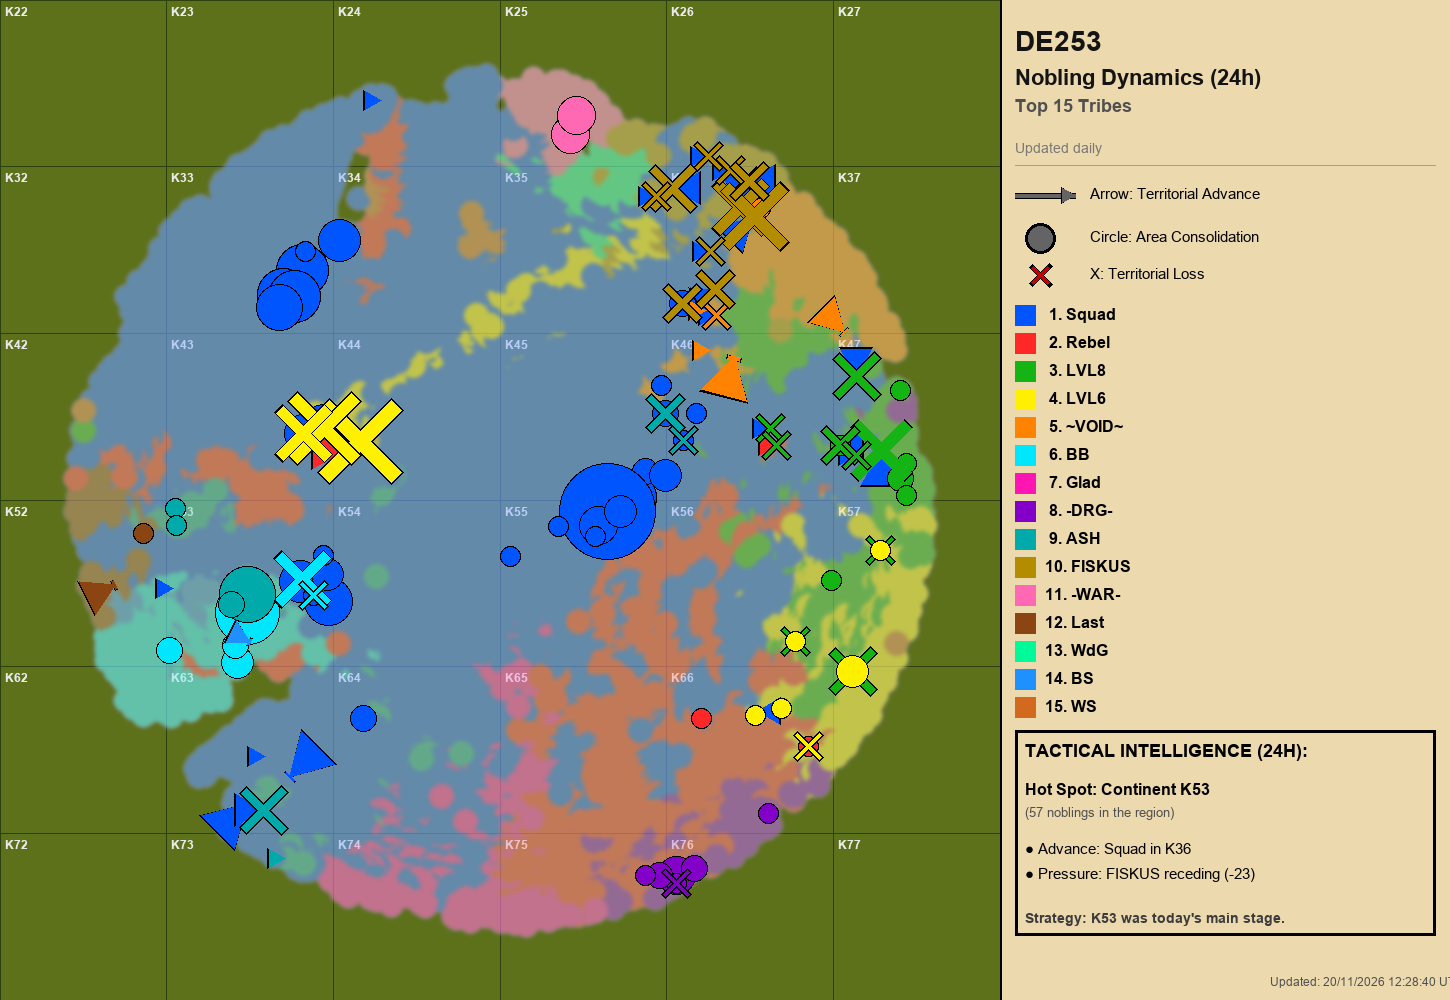 K22 K23 K24 K25 K26 K27
K32 K33 K34 K35 K37
K42 K43 K44 K45 K46 K47
K52 K54 K55 K56 K57
K62 K63 K64 K65 K66
K72 K73 K74 K75 K76 K77
DE253
Nobling Dynamics (24h)
Top 15 Tribes
Updated daily
Arrow: Territorial Advance
Circle: Area Consolidation
X: Territorial Loss
1. Squad
2. Rebel
3. LVL8
4. LVL6
5. ~VOID~
6. BB
7. Glad
8. -DRG-
9. ASH
10. FISKUS
11. -WAR-
12. Last
13. WdG
14. BS
15. WS
TACTICAL INTELLIGENCE (24H):
Hot Spot: Continent K53
(57 noblings in the region)
● Advance: Squad in K36
● Pressure: FISKUS receding (-23)
Strategy: K53 was today's main stage.
Updated: 20/11/2026 12:28:40 U